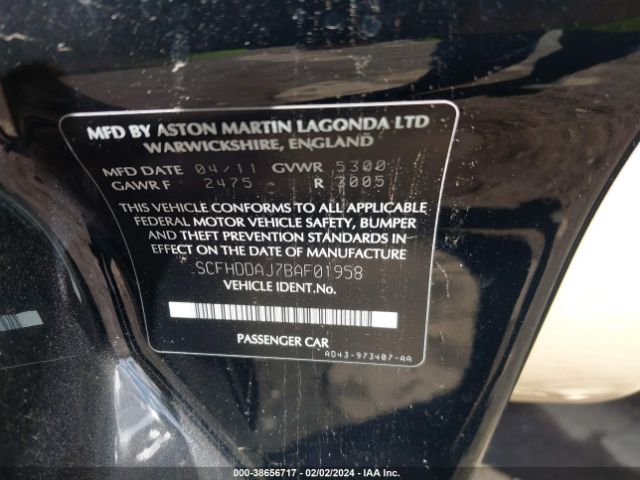 MFD BY ASTON MARTIN LAGONDA LTD
WARWICKSHIRE, ENGLAND
MFD DATE 04/11 GVWR 5300
GAWR F 2475 R 3005
THIS VEHICLE CONFORMS TO ALL APPLICABLE
FEDERAL MOTOR VEHICLE SAFETY, BUMPER
AND THEFT PREVENTION STANDARDS IN
EFFECT ON THE DATE OF MANUFACTURE
SCFHDDAJ7BAF01958
VEHICLE IDENT.No.
PASSENGER CAR
AD43-973407-AA
000-38656717 - 02/02/2024 - IAA Inc.